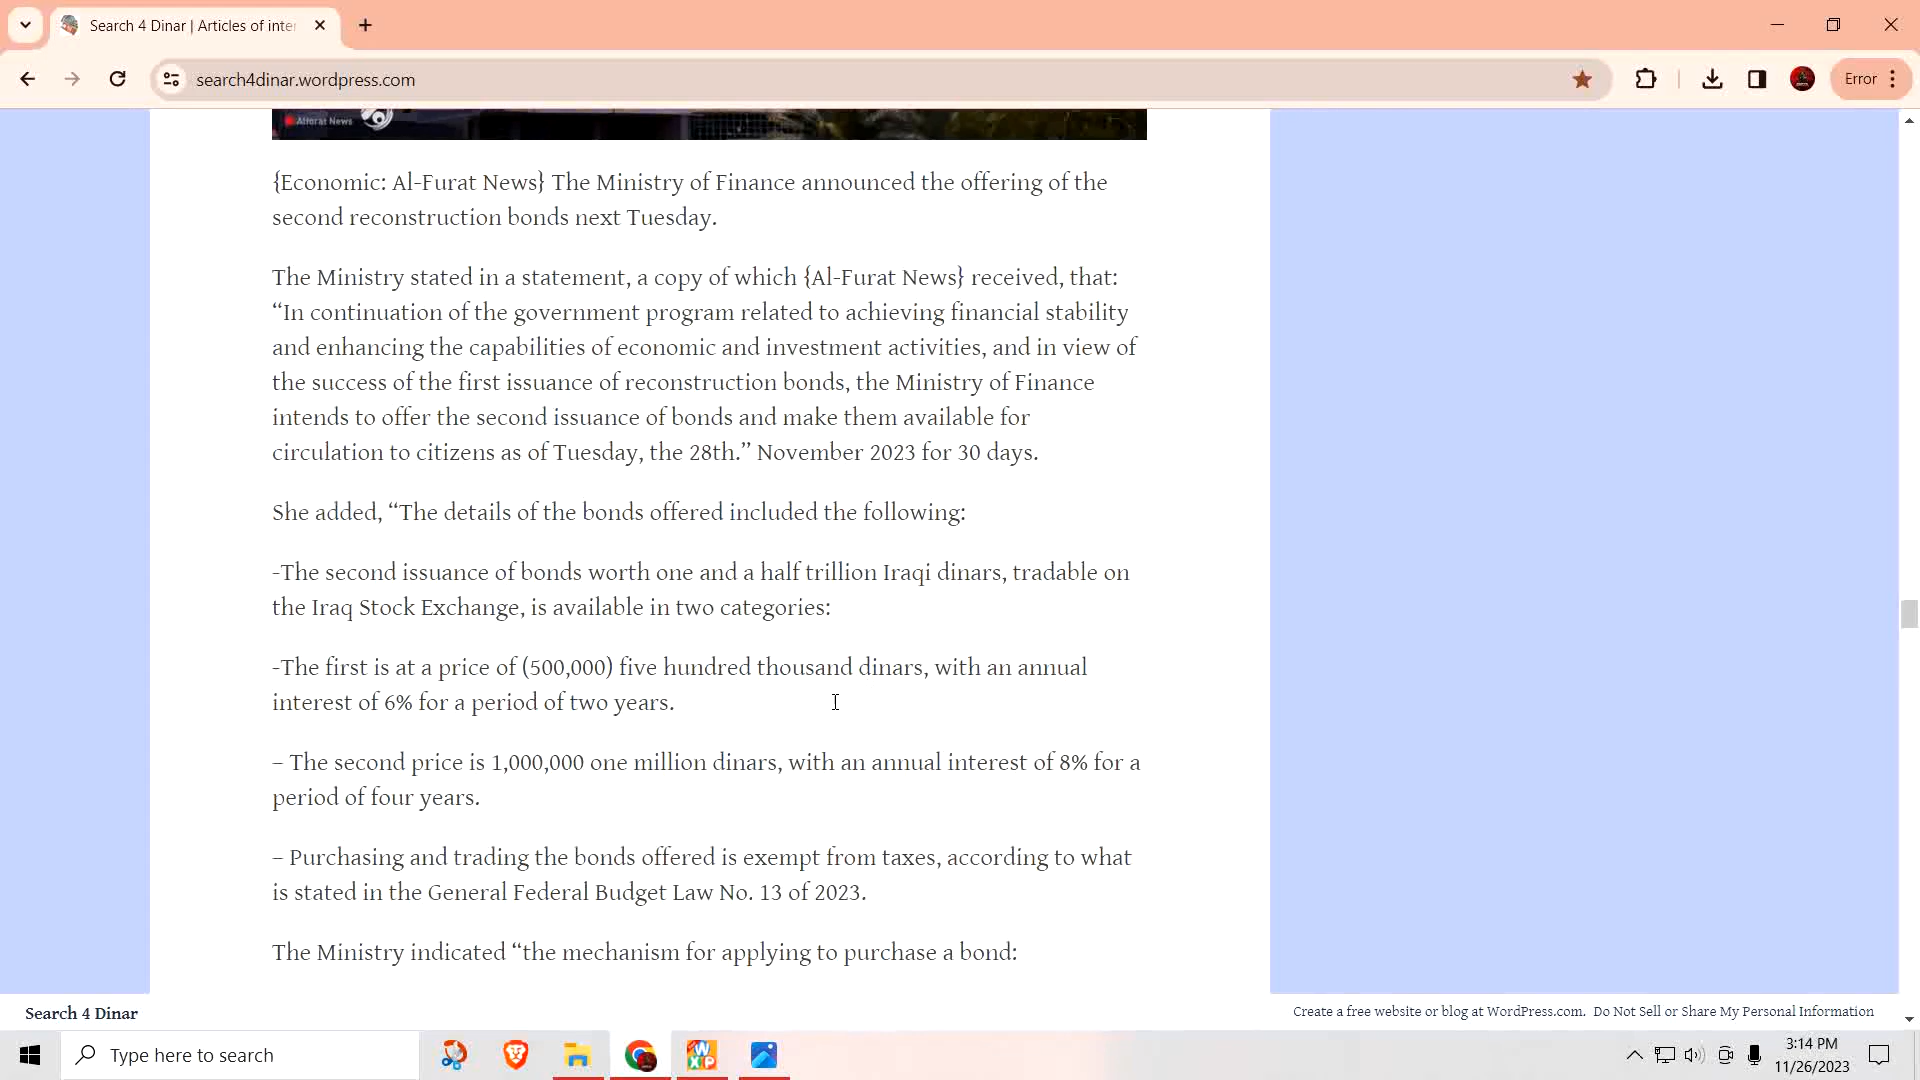 Search 4 Dinar | Articles of inter
search4dinar.wordpress.com
Error
Alforat News
{Economic: Al-Furat News} The Ministry of Finance announced the offering of the
second reconstruction bonds next Tuesday.
The Ministry stated in a statement, a copy of which {Al-Furat News} received, that:
“In continuation of the government program related to achieving financial stability
and enhancing the capabilities of economic and investment activities, and in view of
the success of the first issuance of reconstruction bonds, the Ministry of Finance
intends to offer the second issuance of bonds and make them available for
circulation to citizens as of Tuesday, the 28th.” November 2023 for 30 days.
She added, “The details of the bonds offered included the following:
-The second issuance of bonds worth one and a half trillion Iraqi dinars, tradable on
the Iraq Stock Exchange, is available in two categories:
-The first is at a price of (500,000) five hundred thousand dinars, with an annual
interest of 6% for a period of two years.
– The second price is 1,000,000 one million dinars, with an annual interest of 8% for a
period of four years.
– Purchasing and trading the bonds offered is exempt from taxes, according to what
is stated in the General Federal Budget Law No. 13 of 2023.
The Ministry indicated “the mechanism for applying to purchase a bond:
Search 4 Dinar
Create a free website or blog at WordPress.com. Do Not Sell or Share My Personal Information
Type here to search
W
XP
3:14 PM
11/26/2023